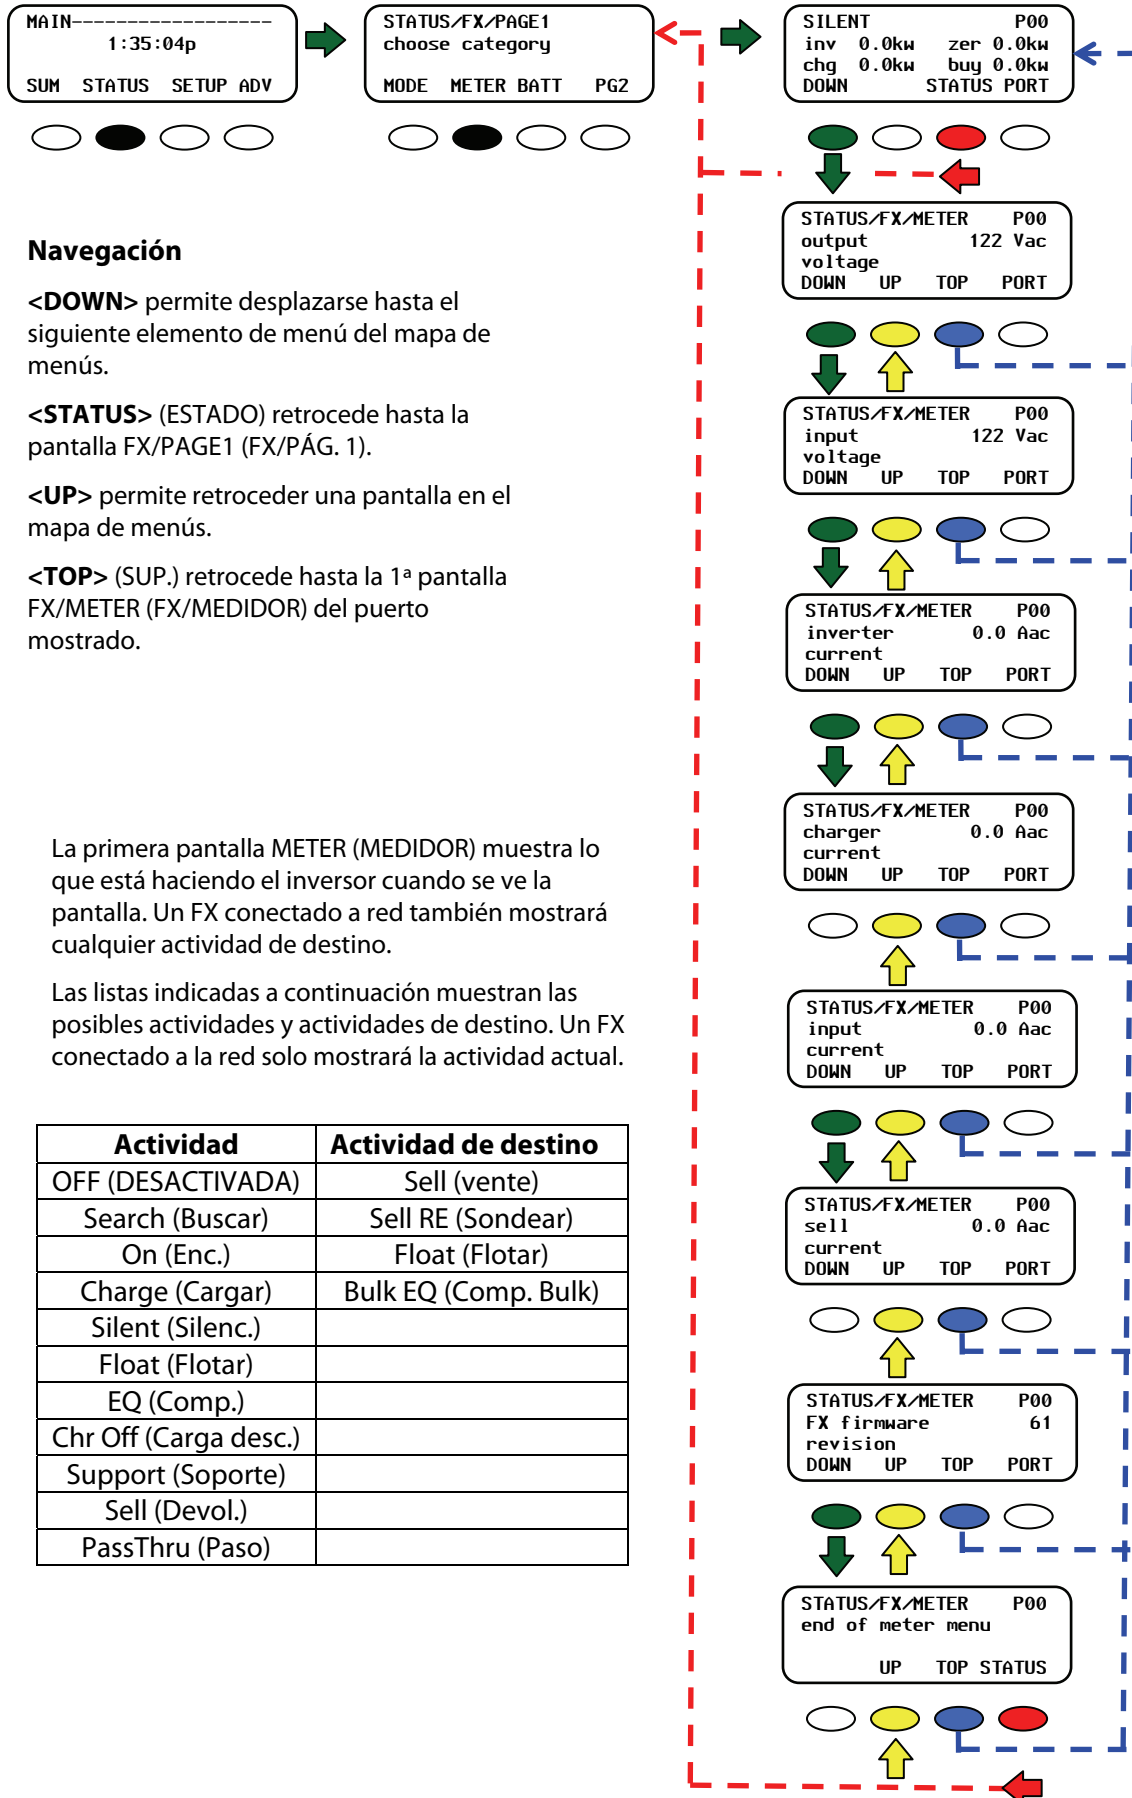 MAIN------------------
1:35:04p
SUM STATUS SETUP ADV
STATUS/FX/PAGE1
choose category
MODE METER BATT PG2
SILENT P00
inv 0.0kw zer 0.0kw
chg 0.0kw buy 0.0kw
DOWN STATUS PORT
STATUS/FX/METER P00
output 122 Vac
voltage
DOWN UP TOP PORT
Navegación
<DOWN> permite desplazarse hasta el
siguiente elemento de menú del mapa de
menús.
<STATUS> (ESTADO) retrocede hasta la
pantalla FX/PAGE1 (FX/PÁG. 1).
<UP> permite retroceder una pantalla en el
mapa de menús.
<TOP> (SUP.) retrocede hasta la 1ª pantalla
FX/METER (FX/MEDIDOR) del puerto
mostrado.
STATUS/FX/METER P00
input 122 Vac
voltage
DOWN UP TOP PORT
STATUS/FX/METER P00
inverter 0.0 Aac
current
DOWN UP TOP PORT
STATUS/FX/METER P00
charger 0.0 Aac
current
DOWN UP TOP PORT
La primera pantalla METER (MEDIDOR) muestra lo
que está haciendo el inversor cuando se ve la
pantalla. Un FX conectado a red también mostrará
cualquier actividad de destino.
Las listas indicadas a continuación muestran las
posibles actividades y actividades de destino. Un FX
conectado a la red solo mostrará la actividad actual.
STATUS/FX/METER P00
input 0.0 Aac
current
DOWN UP TOP PORT
Actividad Actividad de destino
OFF (DESACTIVADA) Sell (vente)
Search (Buscar) Sell RE (Sondear)
On (Enc.) Float (Flotar)
Charge (Cargar) Bulk EQ (Comp. Bulk)
Silent (Silenc.)
Float (Flotar)
EQ (Comp.)
Chr Off (Carga desc.)
Support (Soporte)
Sell (Devol.)
PassThru (Paso)
STATUS/FX/METER P00
sell 0.0 Aac
current
DOWN UP TOP PORT
STATUS/FX/METER P00
FX firmware 61
revision
DOWN UP TOP PORT
STATUS/FX/METER P00
end of meter menu
UP TOP STATUS